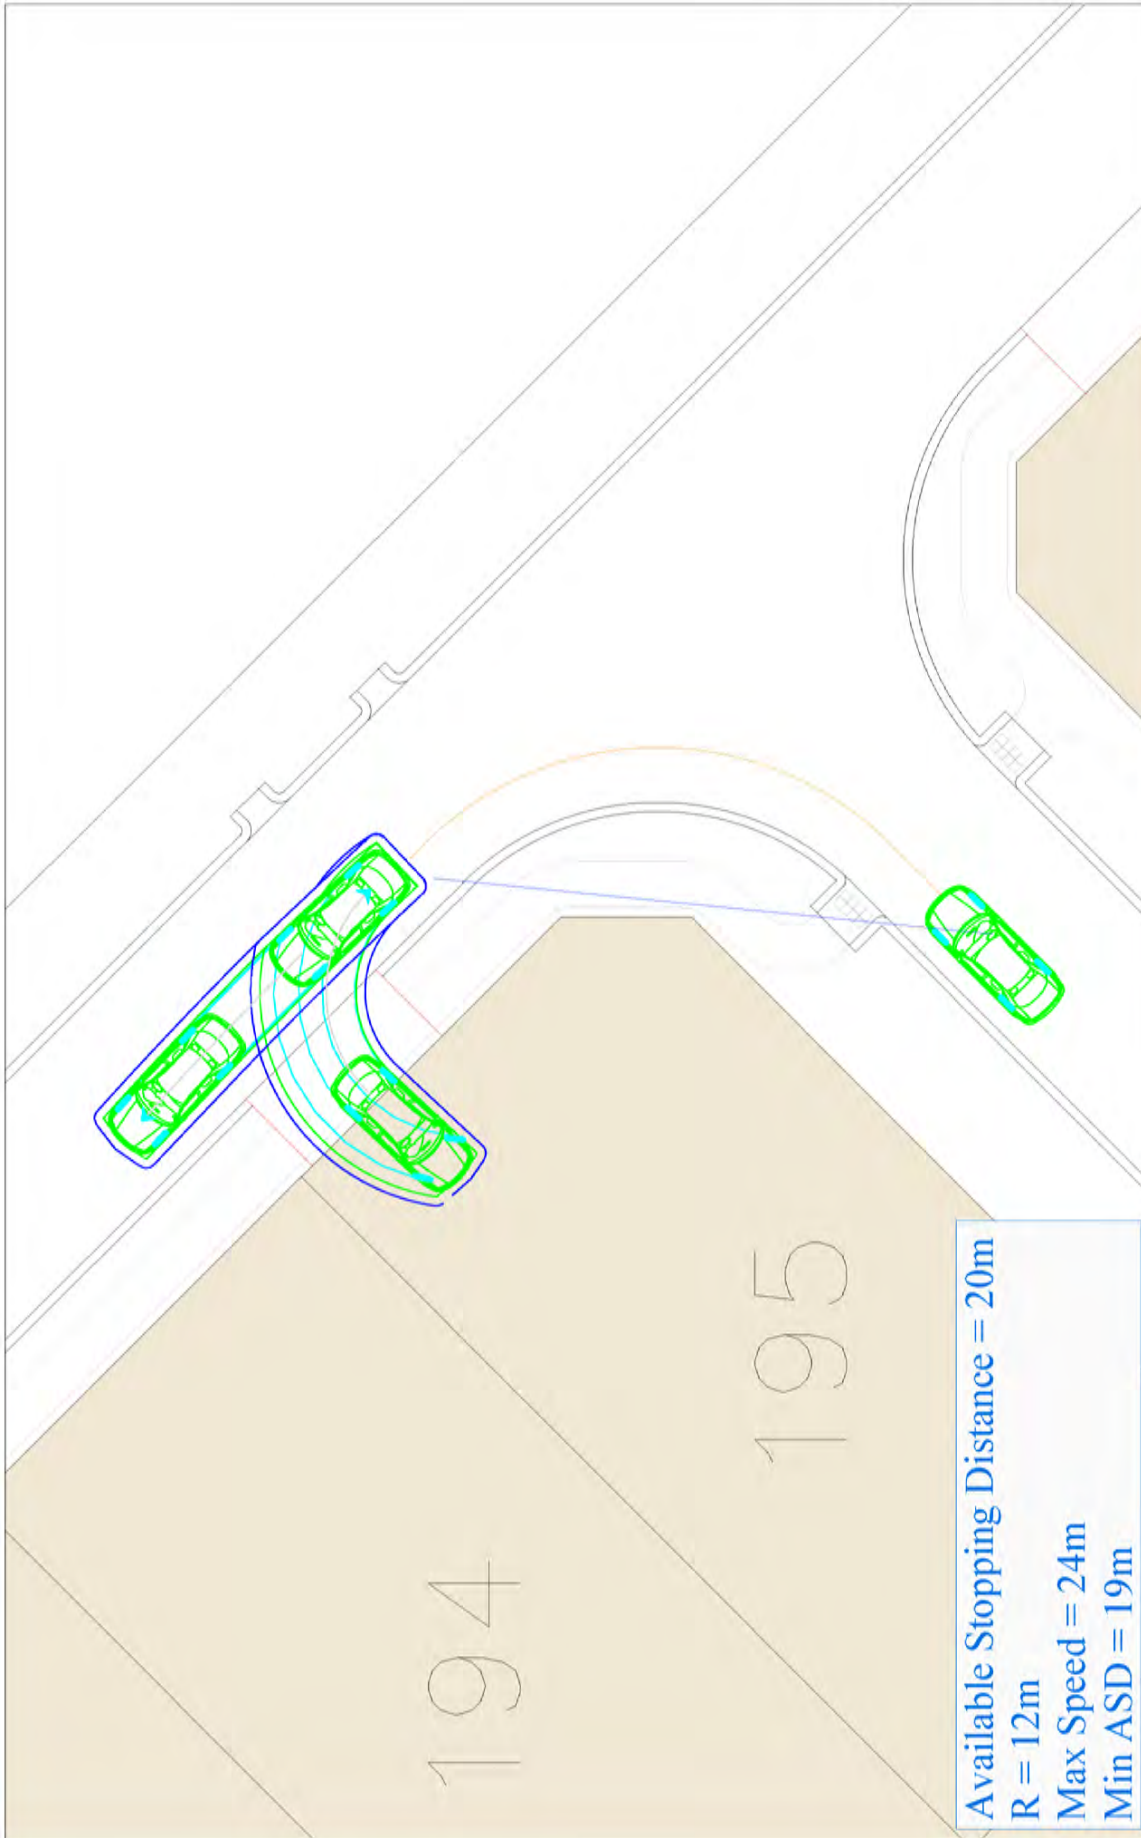 194
195
Available Stopping Distance = 20m
R = 12m
Max Speed = 24m
Min ASD = 19m